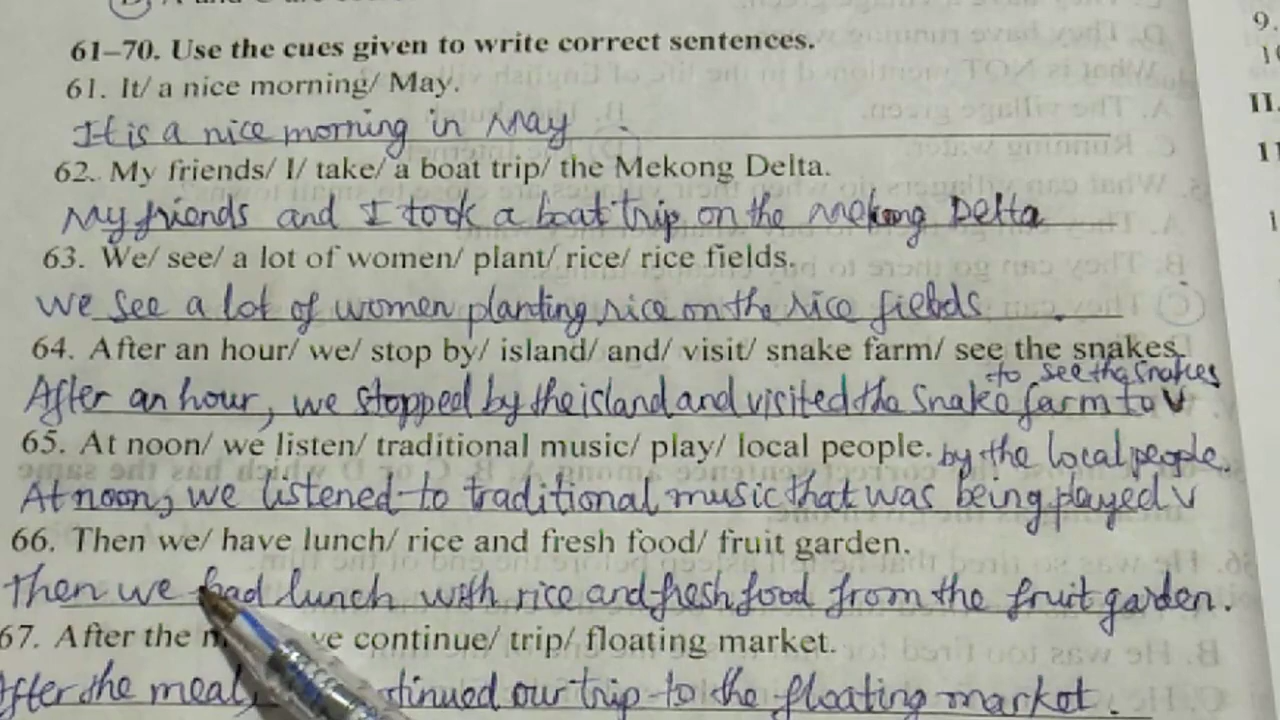 D. A and C are
61–70. Use the cues given to write correct sentences.
61. It/ a nice morning/ May.
It is a nice morning in May.
62. My friends/ I/ take/ a boat trip/ the Mekong Delta.
My friends and I took a boat trip on the Mekong Delta
63. We/ see/ a lot of women/ plant/ rice/ rice fields.
We see a lot of women planting rice on the rice fields.
64. After an hour/ we/ stop by/ island/ and/ visit/ snake farm/ see the snakes.
to see the snakes
After an hour, we stopped by the island and visited the snake farm to v
65. At noon/ we listen/ traditional music/ play/ local people.
by the local people.
At noon, we listened to traditional music that was being played v
66. Then we/ have lunch/ rice and fresh food/ fruit garden.
Then we had lunch with rice and fresh food from the fruit garden.
67. After the continue/ trip/ floating market.
After the meal, our trip to the floating market.
9.
II